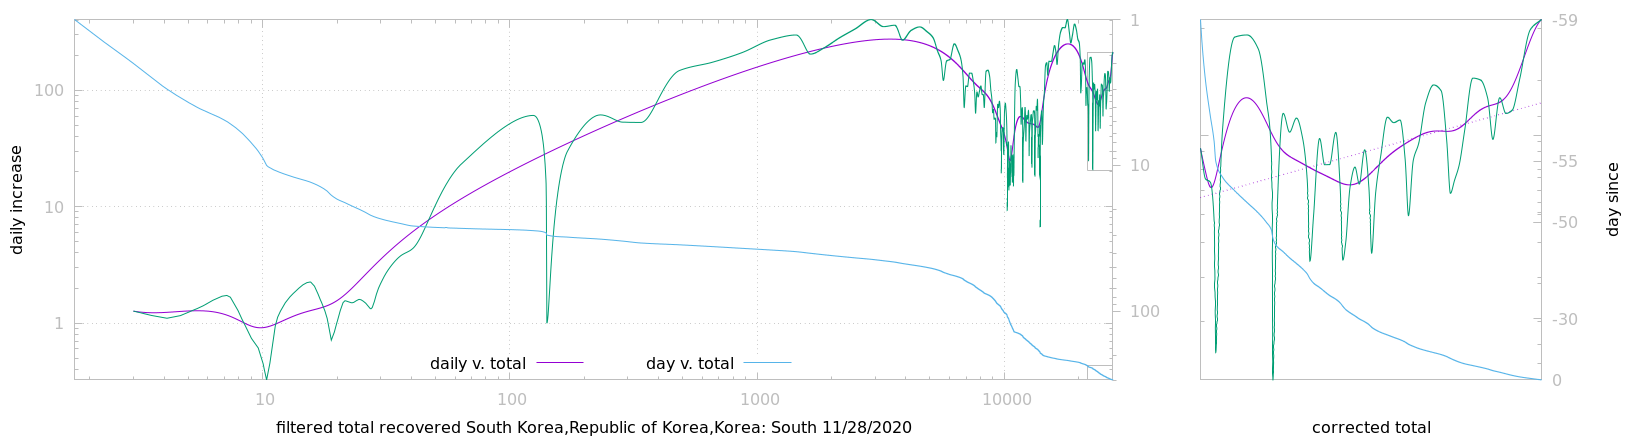 daily increase
100
10
1
daily v. total
day v. total
10
100
1000
10000
filtered total recovered South Korea,Republic of Korea,Korea: South 11/28/2020
1
10
100
-59
-55
-50
-30
0
day since
corrected total